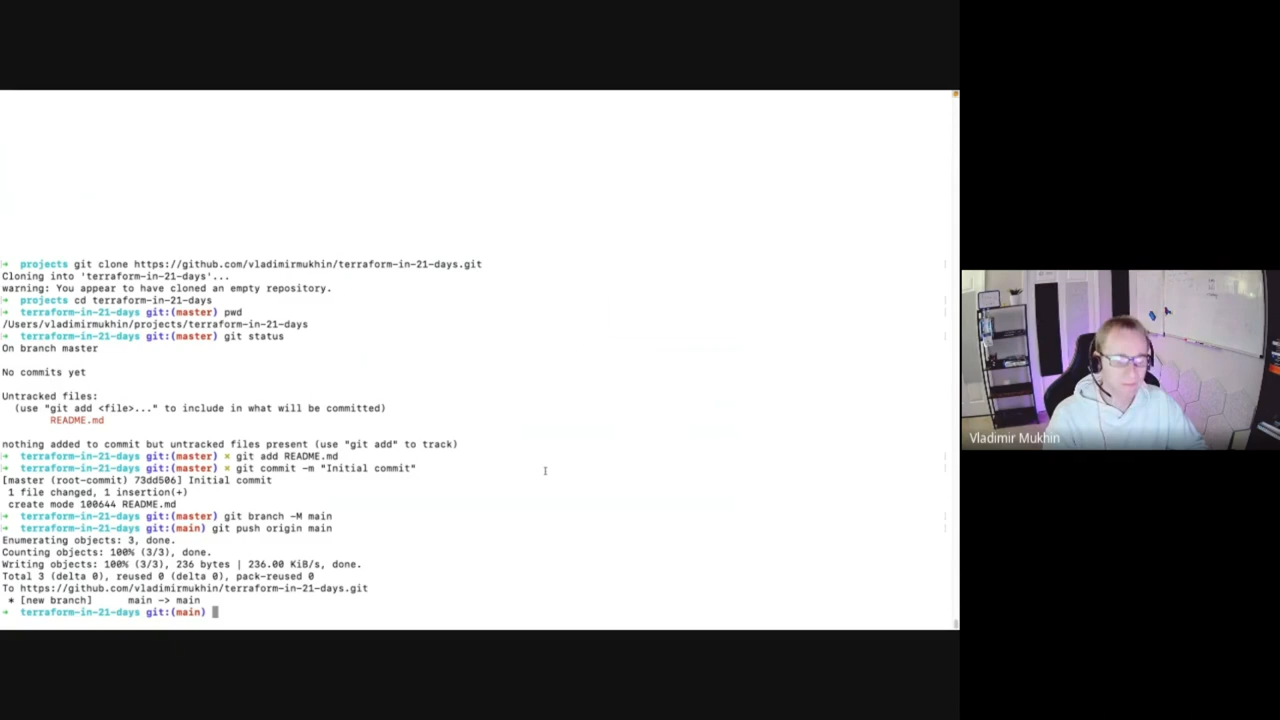 ➜ projects git clone https://github.com/vladimirmukhin/terraform-in-21-days.git
Cloning into 'terraform-in-21-days'...
warning: You appear to have cloned an empty repository.
➜ projects cd terraform-in-21-days
➜ terraform-in-21-days git:(master) pwd
/Users/vladimirmukhin/projects/terraform-in-21-days
➜ terraform-in-21-days git:(master) git status
On branch master
No commits yet
Untracked files:
(use "git add <file>..." to include in what will be committed)
README.md
nothing added to commit but untracked files present (use "git add" to track)
➜ terraform-in-21-days git:(master) ✗ git add README.md
➜ terraform-in-21-days git:(master) ✗ git commit -m "Initial commit"
[master (root-commit) 73dd506] Initial commit
1 file changed, 1 insertion(+)
create mode 100644 README.md
➜ terraform-in-21-days git:(master) git branch -M main
➜ terraform-in-21-days git:(main) git push origin main
Enumerating objects: 3, done.
Counting objects: 100% (3/3), done.
Writing objects: 100% (3/3), 236 bytes | 236.00 KiB/s, done.
Total 3 (delta 0), reused 0 (delta 0), pack-reused 0
To https://github.com/vladimirmukhin/terraform-in-21-days.git
* [new branch] main -> main
➜ terraform-in-21-days git:(main)
Vladimir Mukhin